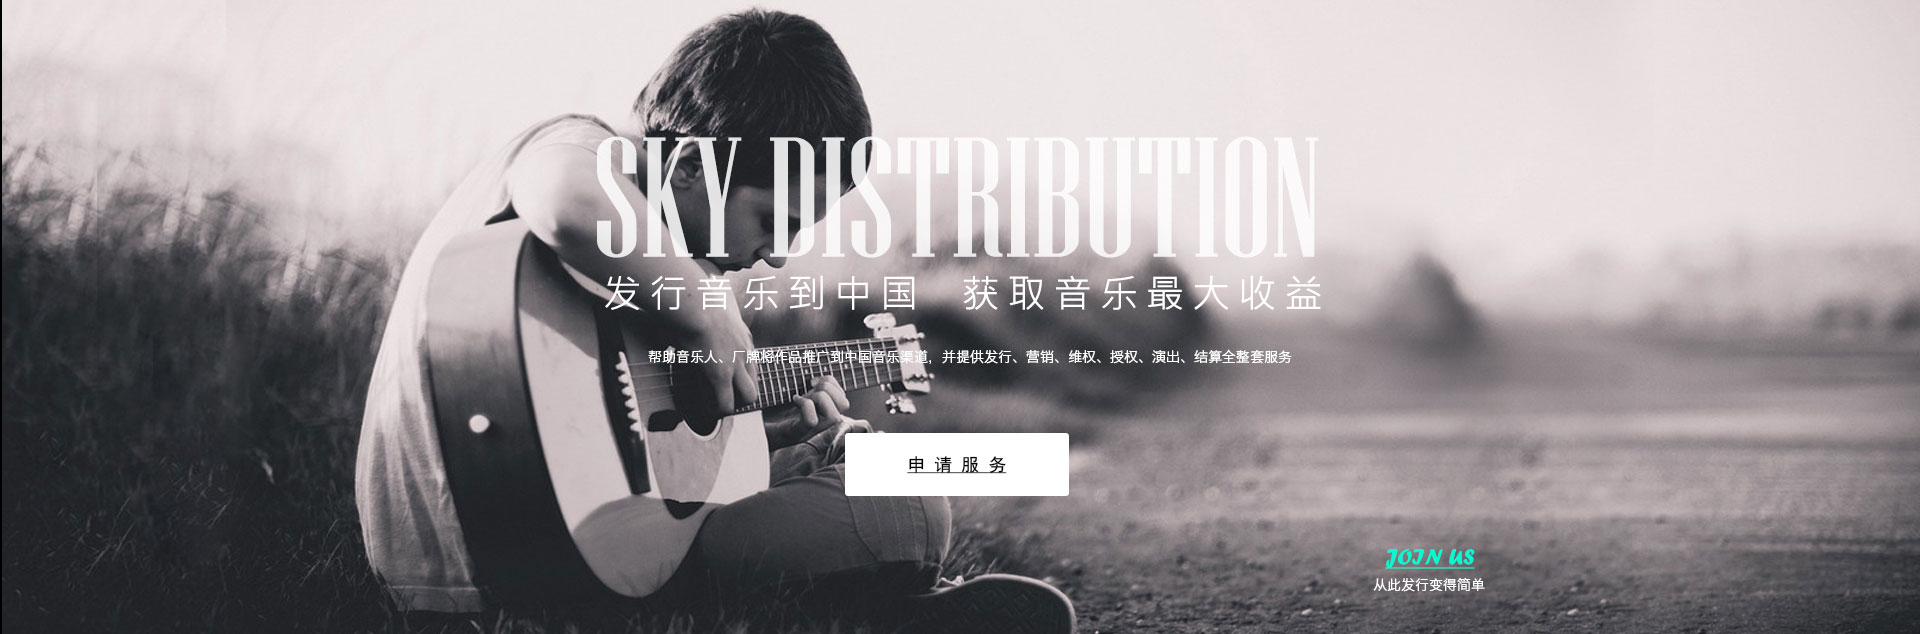 SKY DISTRIBUTION
发行音乐到中国 获取音乐最大收益
帮助音乐人、厂牌将作品推广到中国音乐渠道，并提供发行、营销、维权、授权、演出、结算全整套服务
申请服务
JOIN US
从此发行变得简单